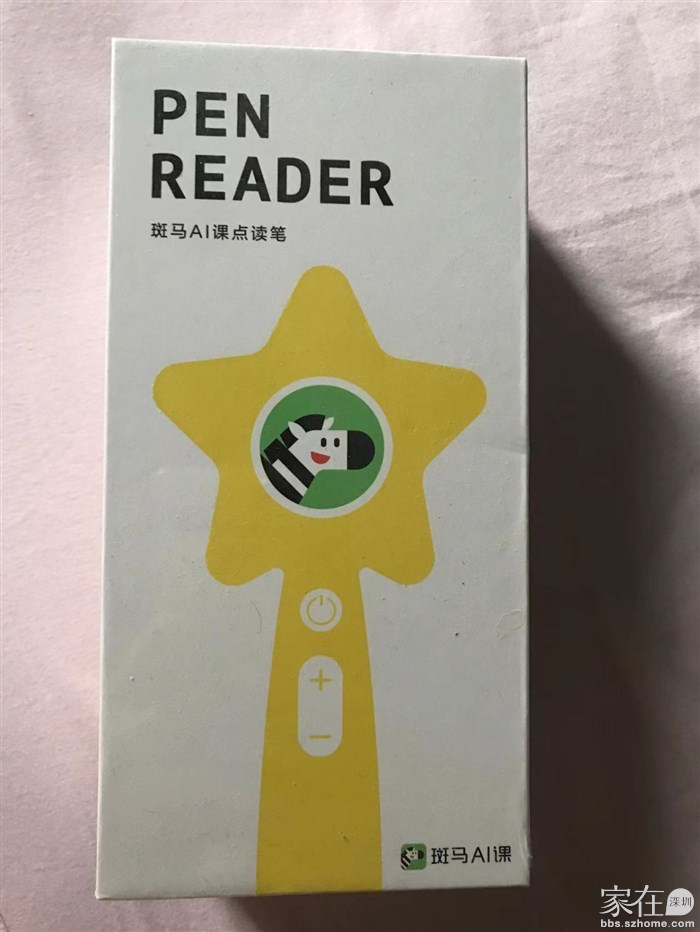 PEN
READER
斑马AI课点读笔
+
−
斑马AI课
家在
深圳
bbs.szhome.com